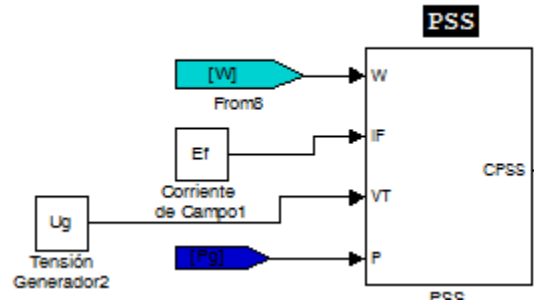 PSS
[W]
From8
W
Ef
Corriente
de Campo1
IF
Ug
Tensión
Generador2
VT
[Pg]
P
CPSS
PSS